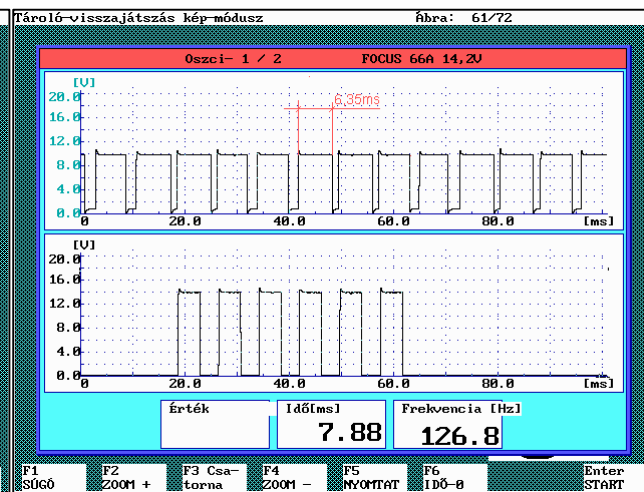 Tároló-visszajátszás kép-módusz Ábra: 61/72
Oszci- 1 / 2 FOCUS 66A 14,2V
[V]
20.0
16.0
12.0
8.0
4.0
0.0
6,35ms
0 20.0 40.0 60.0 80.0 [ms]
[V]
20.0
16.0
12.0
8.0
4.0
0.0
0 20.0 40.0 60.0 80.0 [ms]
Érték Idő[ms] Frekvencia [Hz]
7.88 126.8
F1 F2 F3 Csa- F4 F5 F6 Enter
SÚGÓ ZOOM + torna ZOOM - NYOMTAT IDÕ-0 START